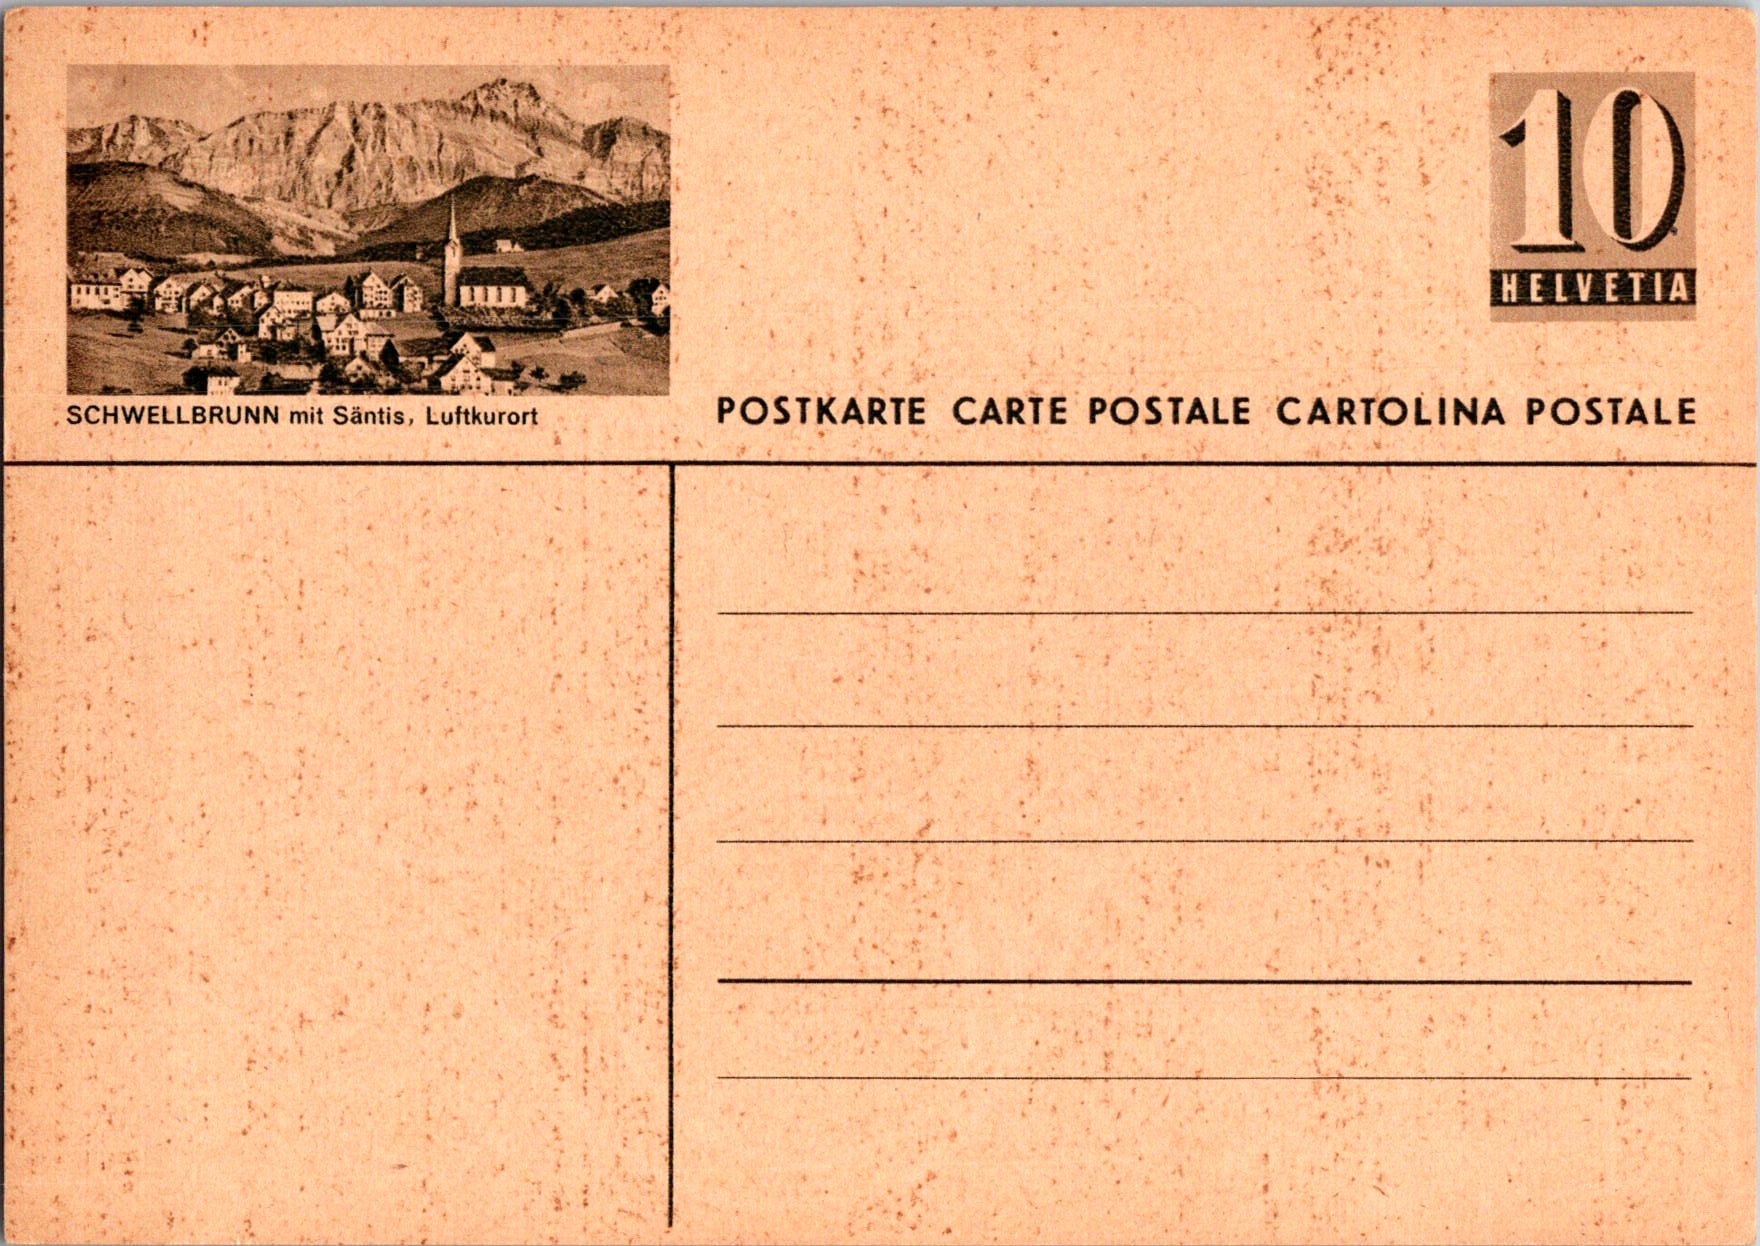 10
HELVETIA
SCHWELLBRUNN mit Säntis, Luftkurort
POSTKARTE CARTE POSTALE CARTOLINA POSTALE